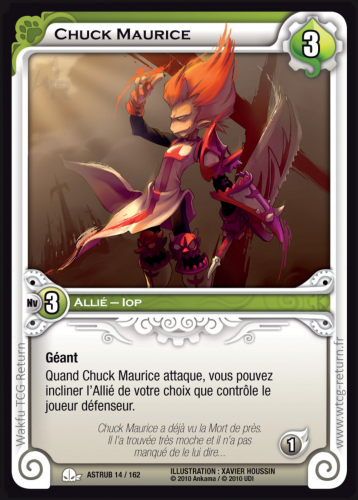 CHUCK MAURICE
3
Nv 3 ALLIÉ – IOP
Géant
Quand Chuck Maurice attaque, vous pouvez
incliner l'Allié de votre choix que contrôle le
joueur défenseur.
Chuck Maurice a déjà vu la Mort de près.
Il l'a trouvée très moche et il n'a pas
manqué de le lui dire...
1
ASTRUB 14 / 162
ILLUSTRATION : XAVIER HOUSSIN
© 2010 Ankama / © 2010 UDI
Wakfu TCG Return
www.wtcg-return.fr